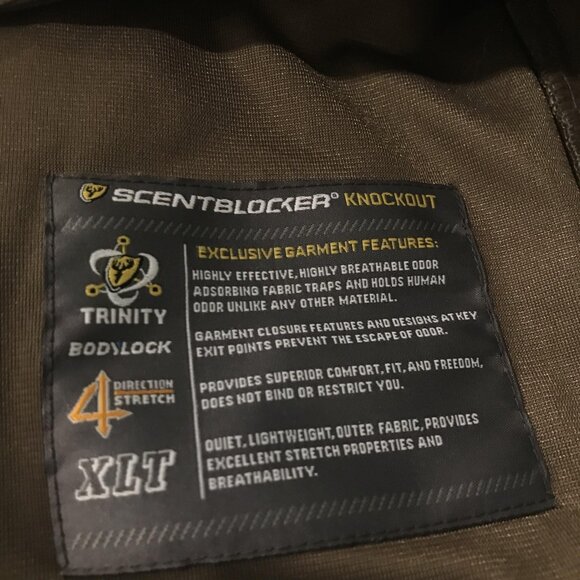 SCENTBLOCKER® KNOCKOUT
TRINITY
BODYLOCK
4 DIRECTION
STRETCH
XLT
EXCLUSIVE GARMENT FEATURES:
HIGHLY EFFECTIVE, HIGHLY BREATHABLE ODOR
ADSORBING FABRIC TRAPS AND HOLDS HUMAN
ODOR UNLIKE ANY OTHER MATERIAL.
GARMENT CLOSURE FEATURES AND DESIGNS AT KEY
EXIT POINTS PREVENT THE ESCAPE OF ODOR.
PROVIDES SUPERIOR COMFORT, FIT, AND FREEDOM,
DOES NOT BIND OR RESTRICT YOU.
QUIET, LIGHTWEIGHT, OUTER FABRIC, PROVIDES
EXCELLENT STRETCH PROPERTIES AND
BREATHABILITY.